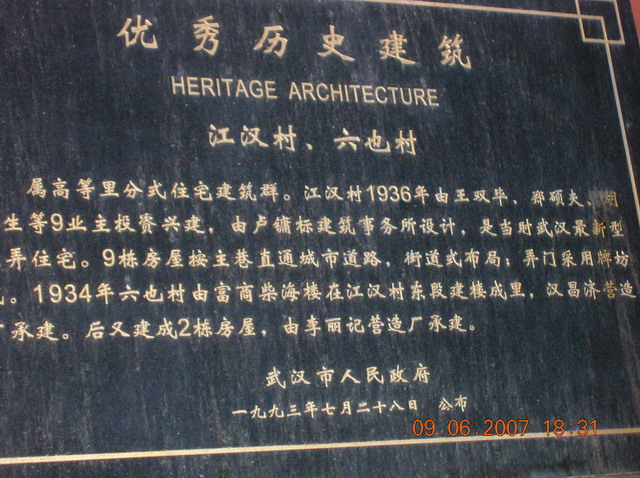 优秀历史建筑
HERITAGE ARCHITECTURE
江汉村、六也村
属高等里分式住宅建筑群。江汉村1936年由王双毕，郑硕夫、明
生等9业主投资兴建，由卢镛标建筑事务所设计，是当时武汉最新型
弄住宅。9栋房屋按主巷直通城市道路，街道式布局；弄门采用牌坊
。1934年六也村由富商柴海楼在江汉村东段建楼成里，汉昌济营造
厂承建。后又建成2栋房屋，由李丽记营造厂承建。
武汉市人民政府
一九九三年七月二十八日 公布
09.06.2007 18:31